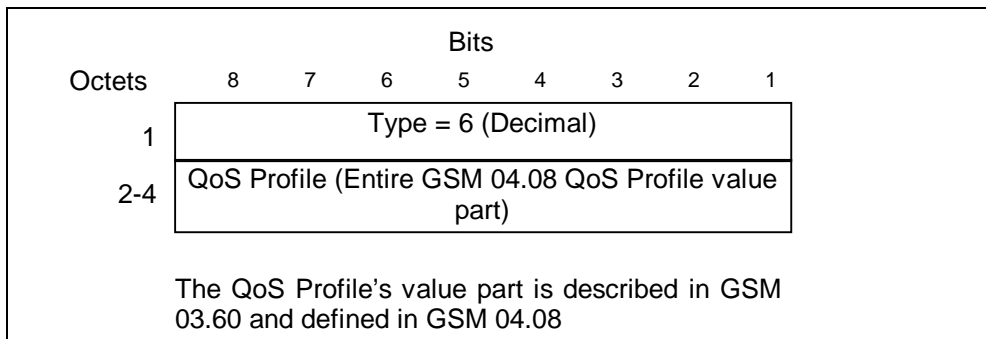 Bits
Octets 8 7 6 5 4 3 2 1
1 Type = 6 (Decimal)
2-4 QoS Profile (Entire GSM 04.08 QoS Profile value
part)
The QoS Profile's value part is described in GSM
03.60 and defined in GSM 04.08